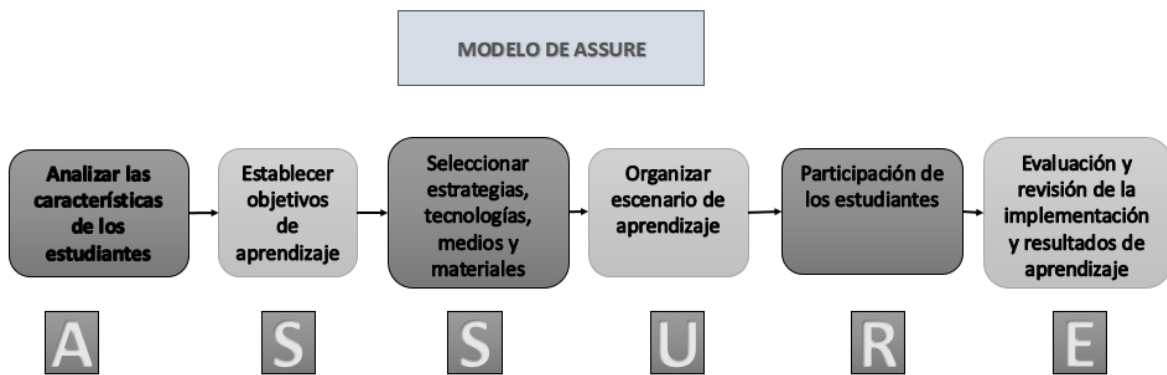 MODELO DE ASSURE
Analizar las
características
de los
estudiantes
Establecer
objetivos
de
aprendizaje
Seleccionar
estrategias,
tecnologías,
medios y
materiales
Organizar
escenario de
aprendizaje
Participación de
los estudiantes
Evaluación y
revisión de la
implementación
y resultados de
aprendizaje
A
S
S
U
R
E